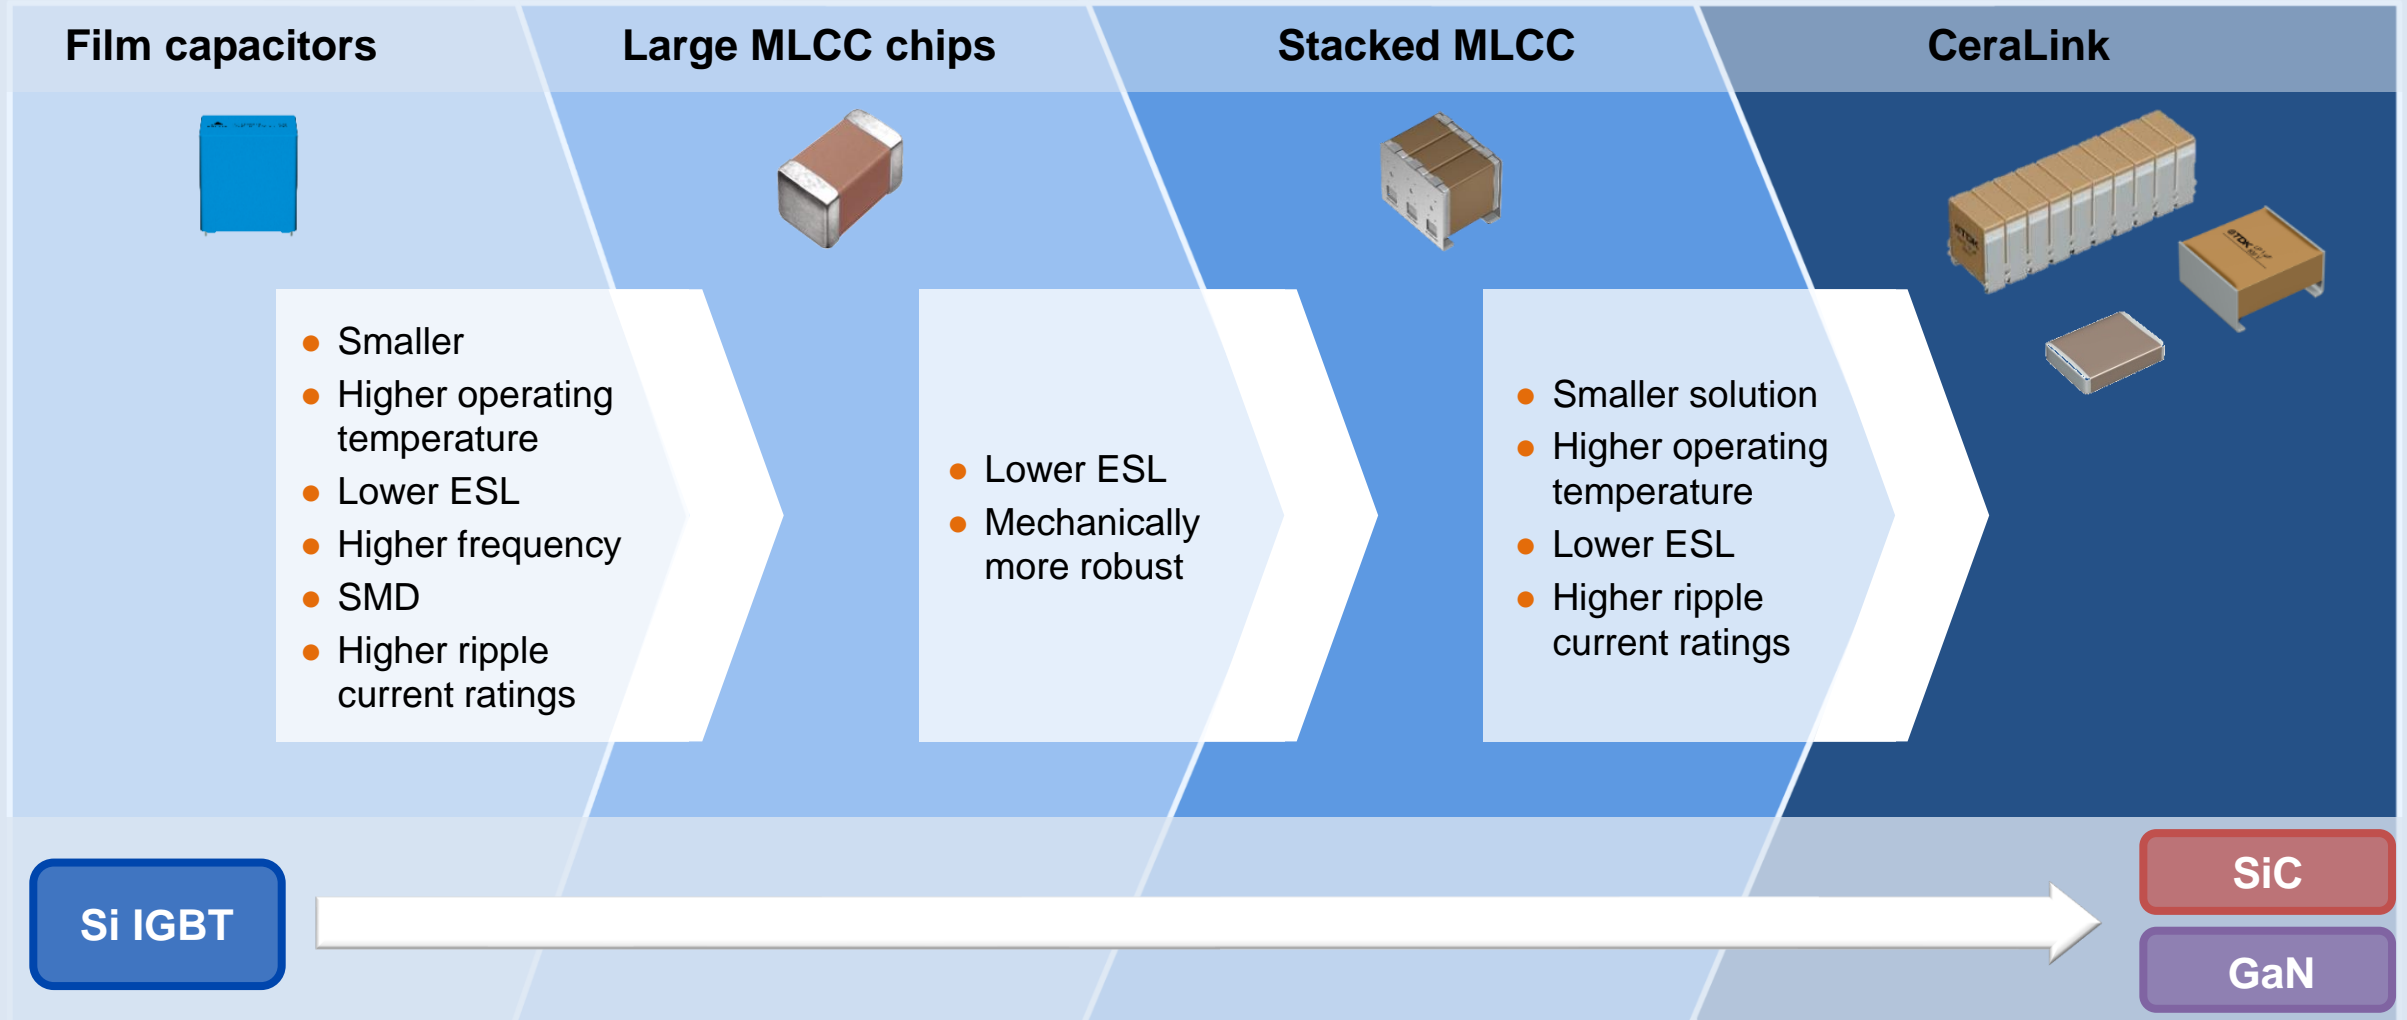 Film capacitors
Large MLCC chips
Stacked MLCC
CeraLink
Smaller
Higher operating
temperature
Lower ESL
Higher frequency
SMD
Higher ripple
current ratings
Lower ESL
Mechanically
more robust
Smaller solution
Higher operating
temperature
Lower ESL
Higher ripple
current ratings
TDK
TDK
Si IGBT
SiC
GaN